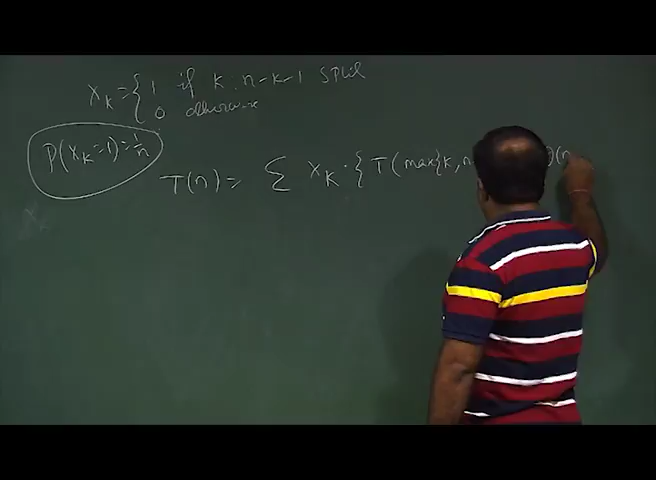 X_k = { 1 if k : n-k-1 split
0 otherwise
P(X_k=1)=1/n
T(n) = Σ X_k · { T(max{k, n Θ(n